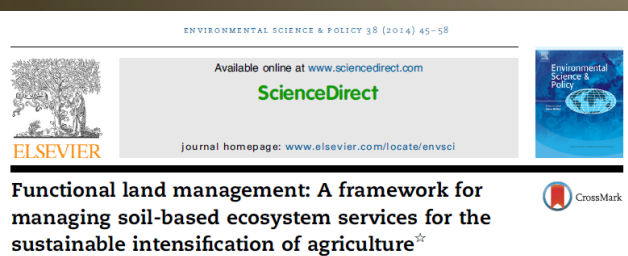 ENVIRONMENTAL SCIENCE & POLICY 38 (2014) 45–58
Available online at www.sciencedirect.com
ScienceDirect
journal homepage: www.elsevier.com/locate/envsci
ELSEVIER
Environmental
Science &
Policy
Functional land management: A framework for
managing soil-based ecosystem services for the
sustainable intensification of agriculture☆
CrossMark